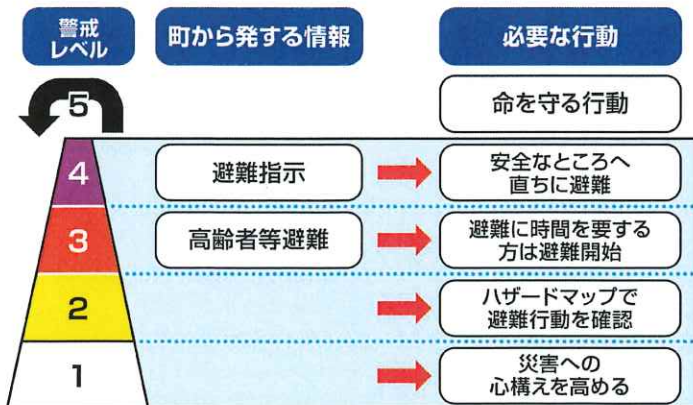 警戒
レベル
町から発する情報
必要な行動
5
命を守る行動
4
避難指示
安全なところへ
直ちに避難
3
高齢者等避難
避難に時間を要する
方は避難開始
2
ハザードマップで
避難行動を確認
1
災害への
心構えを高める